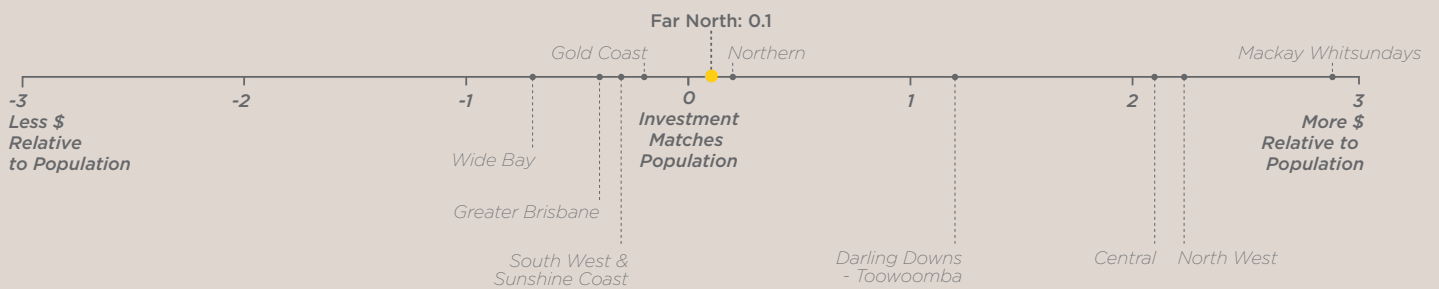 Far North: 0.1
Gold Coast
Northern
Mackay Whitsundays
-3
-2
-1
0
1
2
3
Less $
Relative
to Population
Investment
Matches
Population
More $
Relative to
Population
Wide Bay
Greater Brisbane
South West &
Sunshine Coast
Darling Downs
- Toowoomba
Central
North West